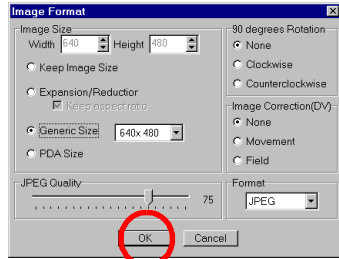 Image Format
Image Size
Width 640 Height 480
Keep Image Size
Expansion/Reductior
Keep aspect ratio
Generic Size 640x 480
PDA Size
90 degrees Rotation
None
Clockwise
Counterclockwise
Image Correction(DV)
None
Movement
Field
JPEG Quality
75
Format
JPEG
OK Cancel